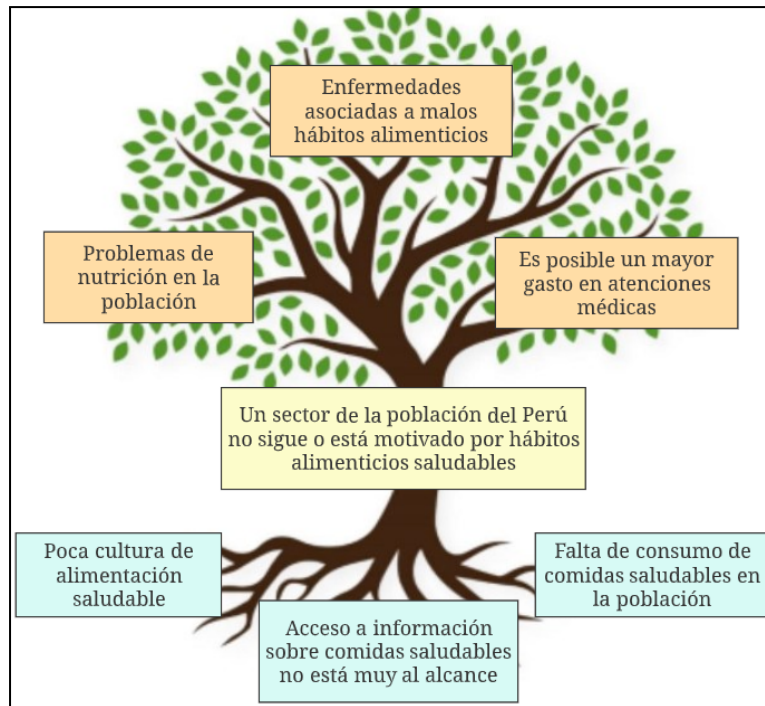 Enfermedades
asociadas a malos
hábitos alimenticios
Problemas de
nutrición en la
población
Es posible un mayor
gasto en atenciones
médicas
Un sector de la población del Perú
no sigue o está motivado por hábitos
alimenticios saludables
Poca cultura de
alimentación
saludable
Acceso a información
sobre comidas saludables
no está muy al alcance
Falta de consumo de
comidas saludables en
la población